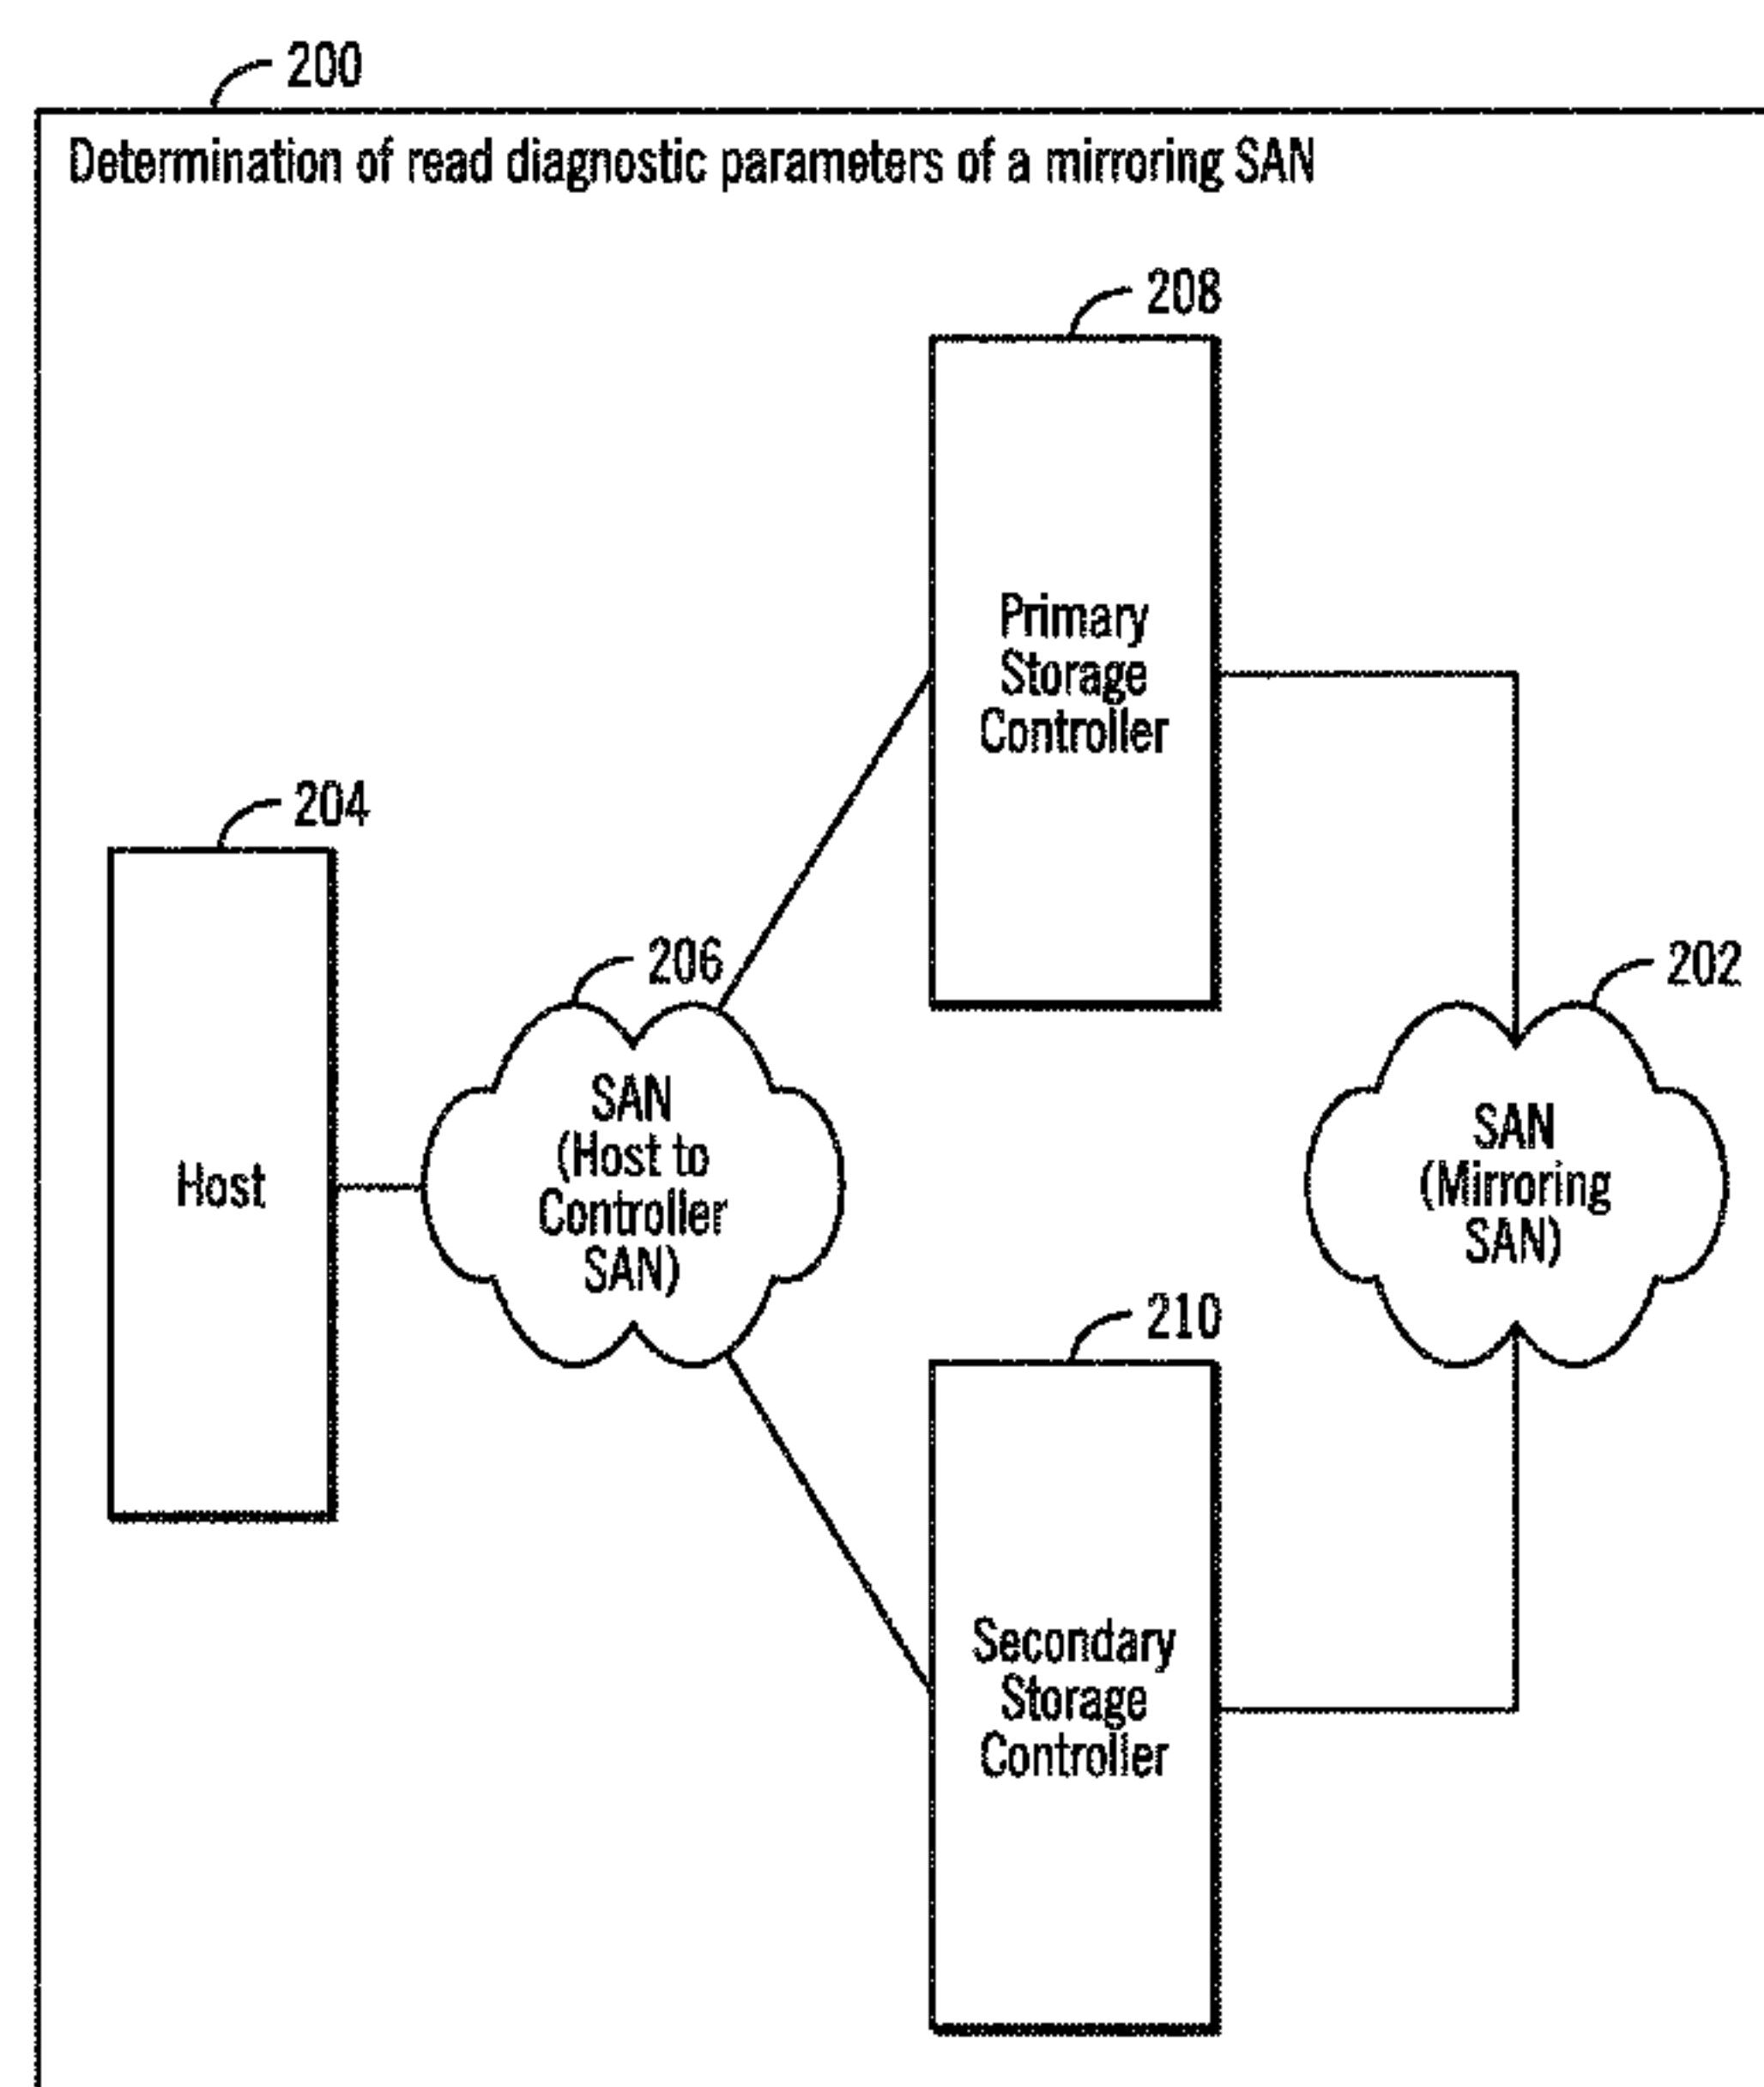 200
Determination of read diagnostic parameters of a mirroring SAN
208
Primary
Storage
Controller
204
Host
206
SAN
(Host to
Controller
SAN)
202
SAN
(Mirroring
SAN)
210
Secondary
Storage
Controller